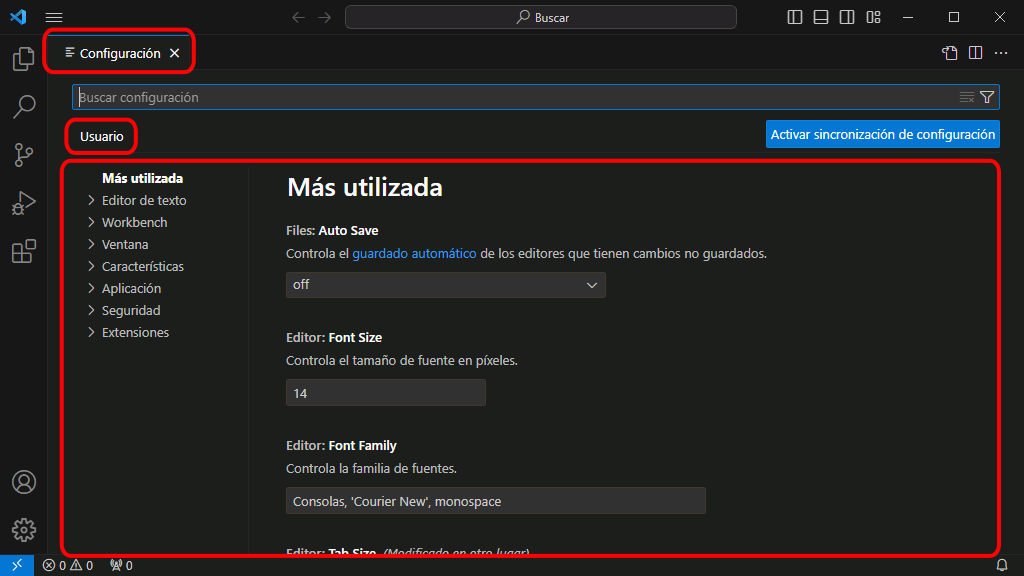 Buscar
Configuración
Buscar configuración
Usuario
Activar sincronización de configuración
Más utilizada
Editor de texto
Workbench
Ventana
Características
Aplicación
Seguridad
Extensiones
Más utilizada
Files: Auto Save
Controla el guardado automático de los editores que tienen cambios no guardados.
off
Editor: Font Size
Controla el tamaño de fuente en píxeles.
14
Editor: Font Family
Controla la familia de fuentes.
Consolas, 'Courier New', monospace
Editor: Tab Size (Modificado en otro lugar)
0 0 0